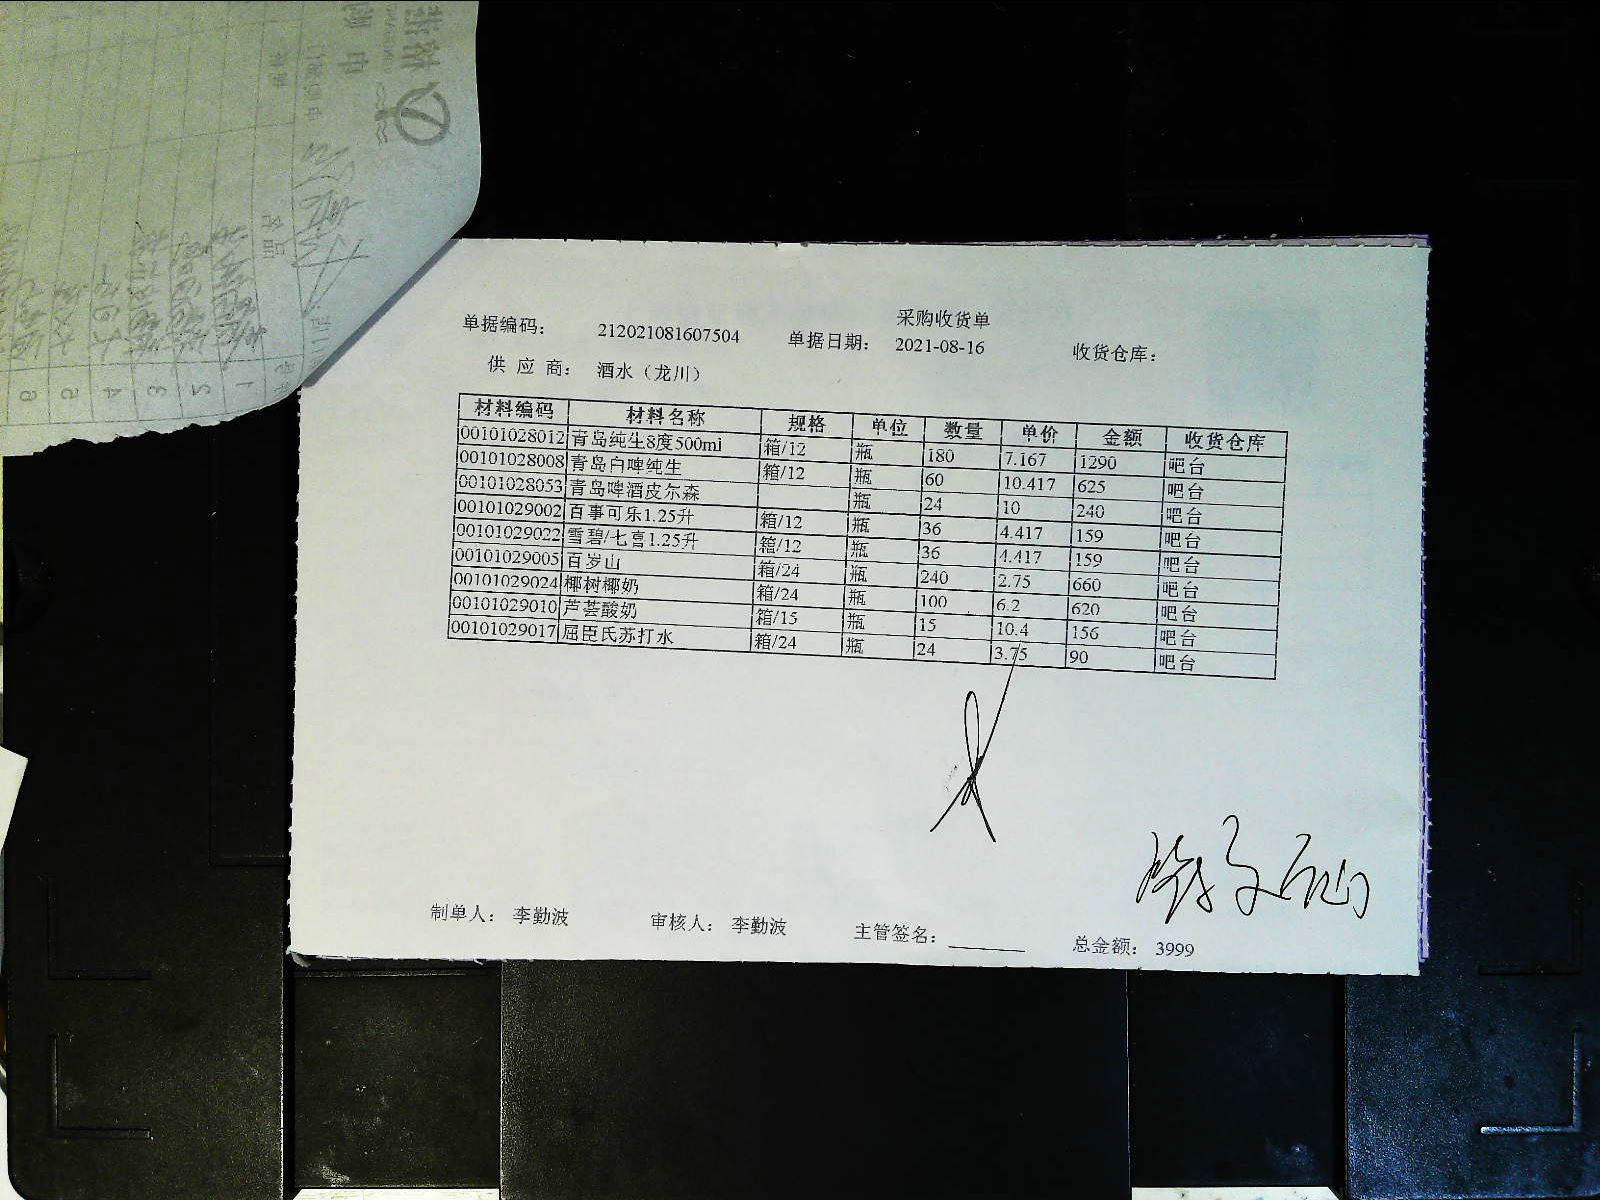 采购收货单
单据编码： 212021081607504 单据日期： 2021-08-16 收货仓库：
供 应 商： 酒水（龙川）
材料编码 材料名称 规格 单位 数量 单价 金额 收货仓库
00101028012 青岛纯生8度500ml 箱/12 瓶 180 7.167 1290 吧台
00101028008 青岛白啤纯生 箱/12 瓶 60 10.417 625 吧台
00101028053 青岛啤酒皮尔森 瓶 24 10 240 吧台
00101029002 百事可乐1.25升 箱/12 瓶 36 4.417 159 吧台
00101029022 雪碧/七喜1.25升 箱/12 瓶 36 4.417 159 吧台
00101029005 百岁山 箱/24 瓶 240 2.75 660 吧台
00101029024 椰树椰奶 箱/24 瓶 100 6.2 620 吧台
00101029010 芦荟酸奶 箱/15 瓶 15 10.4 156 吧台
00101029017 屈臣氏苏打水 箱/24 瓶 24 3.75 90 吧台
制单人： 李勤波 审核人： 李勤波 主管签名： 总金额： 3999